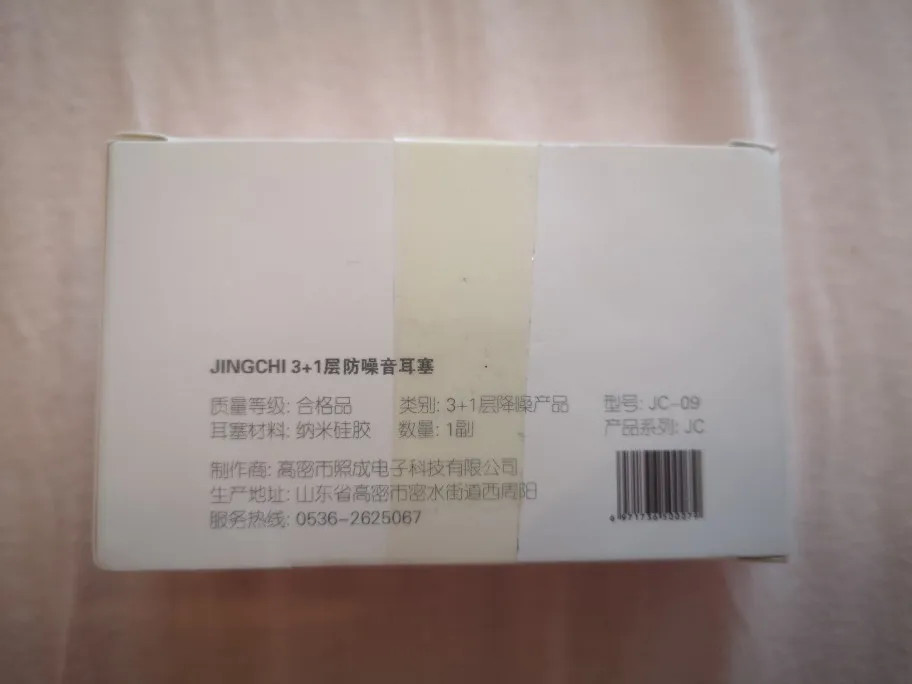 JINGCHI 3+1层防噪音耳塞
质量等级: 合格品 类别: 3+1层降噪产品 型号: JC-09
耳塞材料: 纳米硅胶 数量: 1副 产品系列: JC
制作商: 高密市照成电子科技有限公司
生产地址: 山东省高密市密水街道西周阳
服务热线: 0536-2625067